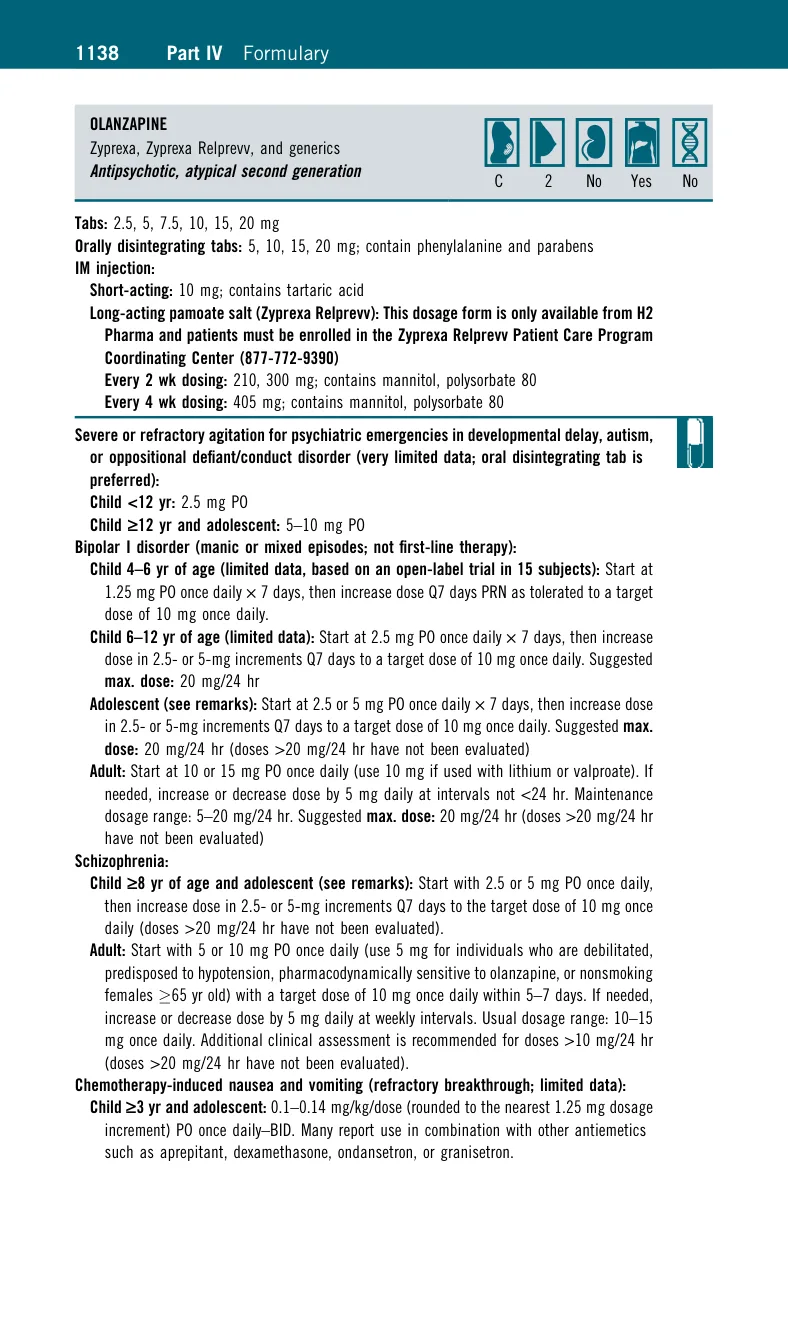 1138 Part IV Formulary
OLANZAPINE
Zyprexa, Zyprexa Relprevv, and generics
Antipsychotic, atypical second generation
C 2 No Yes No
Tabs: 2.5, 5, 7.5, 10, 15, 20 mg
Orally disintegrating tabs: 5, 10, 15, 20 mg; contain phenylalanine and parabens
IM injection:
Short-acting: 10 mg; contains tartaric acid
Long-acting pamoate salt (Zyprexa Relprevv): This dosage form is only available from H2
Pharma and patients must be enrolled in the Zyprexa Relprevv Patient Care Program
Coordinating Center (877-772-9390)
Every 2 wk dosing: 210, 300 mg; contains mannitol, polysorbate 80
Every 4 wk dosing: 405 mg; contains mannitol, polysorbate 80
Severe or refractory agitation for psychiatric emergencies in developmental delay, autism,
or oppositional defiant/conduct disorder (very limited data; oral disintegrating tab is
preferred):
Child <12 yr: 2.5 mg PO
Child ≥12 yr and adolescent: 5–10 mg PO
Bipolar I disorder (manic or mixed episodes; not first-line therapy):
Child 4–6 yr of age (limited data, based on an open-label trial in 15 subjects): Start at
1.25 mg PO once daily × 7 days, then increase dose Q7 days PRN as tolerated to a target
dose of 10 mg once daily.
Child 6–12 yr of age (limited data): Start at 2.5 mg PO once daily × 7 days, then increase
dose in 2.5- or 5-mg increments Q7 days to a target dose of 10 mg once daily. Suggested
max. dose: 20 mg/24 hr
Adolescent (see remarks): Start at 2.5 or 5 mg PO once daily × 7 days, then increase dose
in 2.5- or 5-mg increments Q7 days to a target dose of 10 mg once daily. Suggested max.
dose: 20 mg/24 hr (doses >20 mg/24 hr have not been evaluated)
Adult: Start at 10 or 15 mg PO once daily (use 10 mg if used with lithium or valproate). If
needed, increase or decrease dose by 5 mg daily at intervals not <24 hr. Maintenance
dosage range: 5–20 mg/24 hr. Suggested max. dose: 20 mg/24 hr (doses >20 mg/24 hr
have not been evaluated)
Schizophrenia:
Child ≥8 yr of age and adolescent (see remarks): Start with 2.5 or 5 mg PO once daily,
then increase dose in 2.5- or 5-mg increments Q7 days to the target dose of 10 mg once
daily (doses >20 mg/24 hr have not been evaluated).
Adult: Start with 5 or 10 mg PO once daily (use 5 mg for individuals who are debilitated,
predisposed to hypotension, pharmacodynamically sensitive to olanzapine, or nonsmoking
females ≥65 yr old) with a target dose of 10 mg once daily within 5–7 days. If needed,
increase or decrease dose by 5 mg daily at weekly intervals. Usual dosage range: 10–15
mg once daily. Additional clinical assessment is recommended for doses >10 mg/24 hr
(doses >20 mg/24 hr have not been evaluated).
Chemotherapy-induced nausea and vomiting (refractory breakthrough; limited data):
Child ≥3 yr and adolescent: 0.1–0.14 mg/kg/dose (rounded to the nearest 1.25 mg dosage
increment) PO once daily–BID. Many report use in combination with other antiemetics
such as aprepitant, dexamethasone, ondansetron, or granisetron.